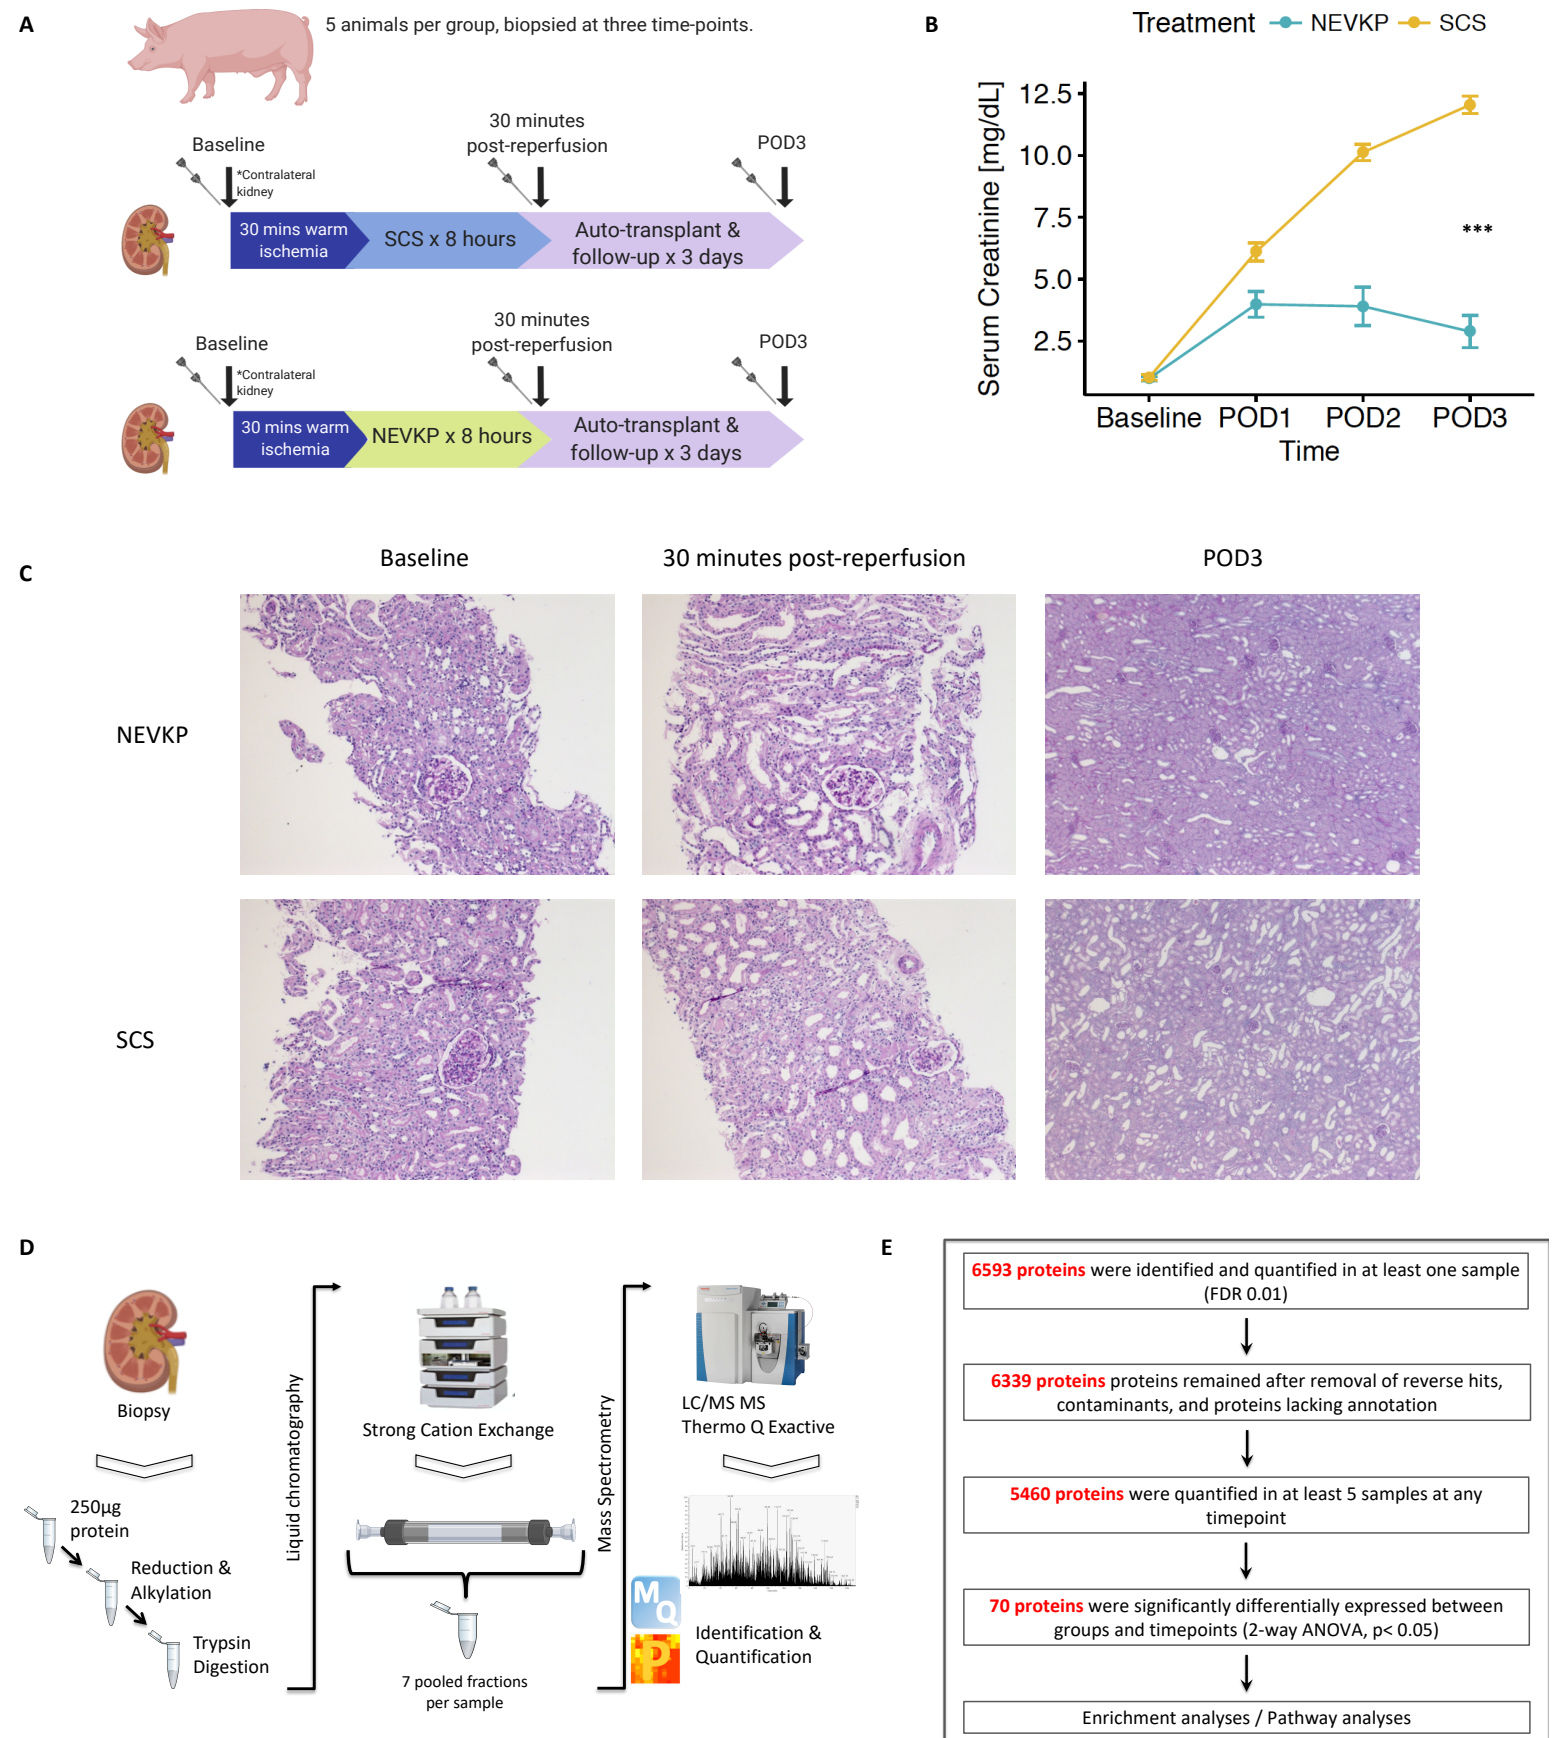 A
5 animals per group, biopsied at three time-points.
Baseline
*Contralateral
kidney
30 minutes
post-reperfusion
POD3
30 mins warm
ischemia
SCS x 8 hours
Auto-transplant &
follow-up x 3 days
Baseline
*Contralateral
kidney
30 minutes
post-reperfusion
POD3
30 mins warm
ischemia
NEVKP x 8 hours
Auto-transplant &
follow-up x 3 days
B
Treatment NEVKP SCS
Serum Creatinine [mg/dL]
12.5
10.0
7.5
5.0
2.5
***
Baseline POD1 POD2 POD3
Time
C
Baseline
30 minutes post-reperfusion
POD3
NEVKP
SCS
D
Biopsy
250µg
protein
Reduction &
Alkylation
Trypsin
Digestion
Liquid chromatography
Strong Cation Exchange
7 pooled fractions
per sample
Mass Spectrometry
LC/MS MS
Thermo Q Exactive
MQ
P
Identification &
Quantification
E
6593 proteins were identified and quantified in at least one sample
(FDR 0.01)
6339 proteins proteins remained after removal of reverse hits,
contaminants, and proteins lacking annotation
5460 proteins were quantified in at least 5 samples at any
timepoint
70 proteins were significantly differentially expressed between
groups and timepoints (2-way ANOVA, p< 0.05)
Enrichment analyses / Pathway analyses